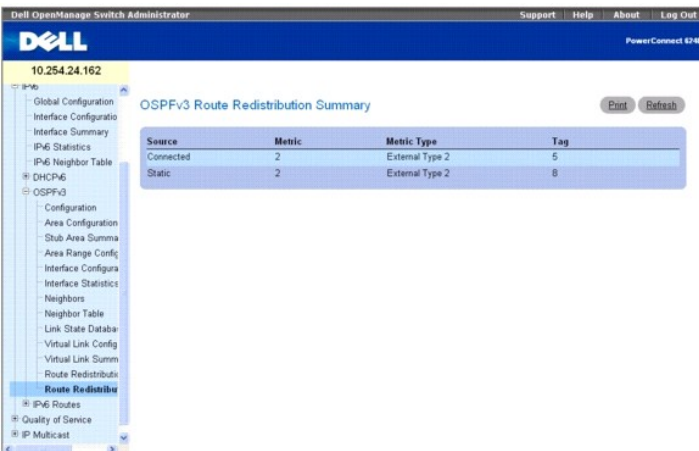 Dell OpenManage Switch Administrator Support Help About Log Out
DELL
PowerConnect 624
10.254.24.162
IPv6
Global Configuration
Interface Configuratio
Interface Summary
IPv6 Statistics
IPv6 Neighbor Table
DHCPv6
OSPFv3
Configuration
Area Configuration
Stub Area Summa
Area Range Config
Interface Configura
Interface Statistics
Neighbors
Neighbor Table
Link State Databa
Virtual Link Config
Virtual Link Summ
Route Redistributio
Route Redistribu
IPv6 Routes
Quality of Service
IP Multicast
OSPFv3 Route Redistribution Summary
Print Refresh
Source Metric Metric Type Tag
Connected 2 External Type 2 5
Static 2 External Type 2 8